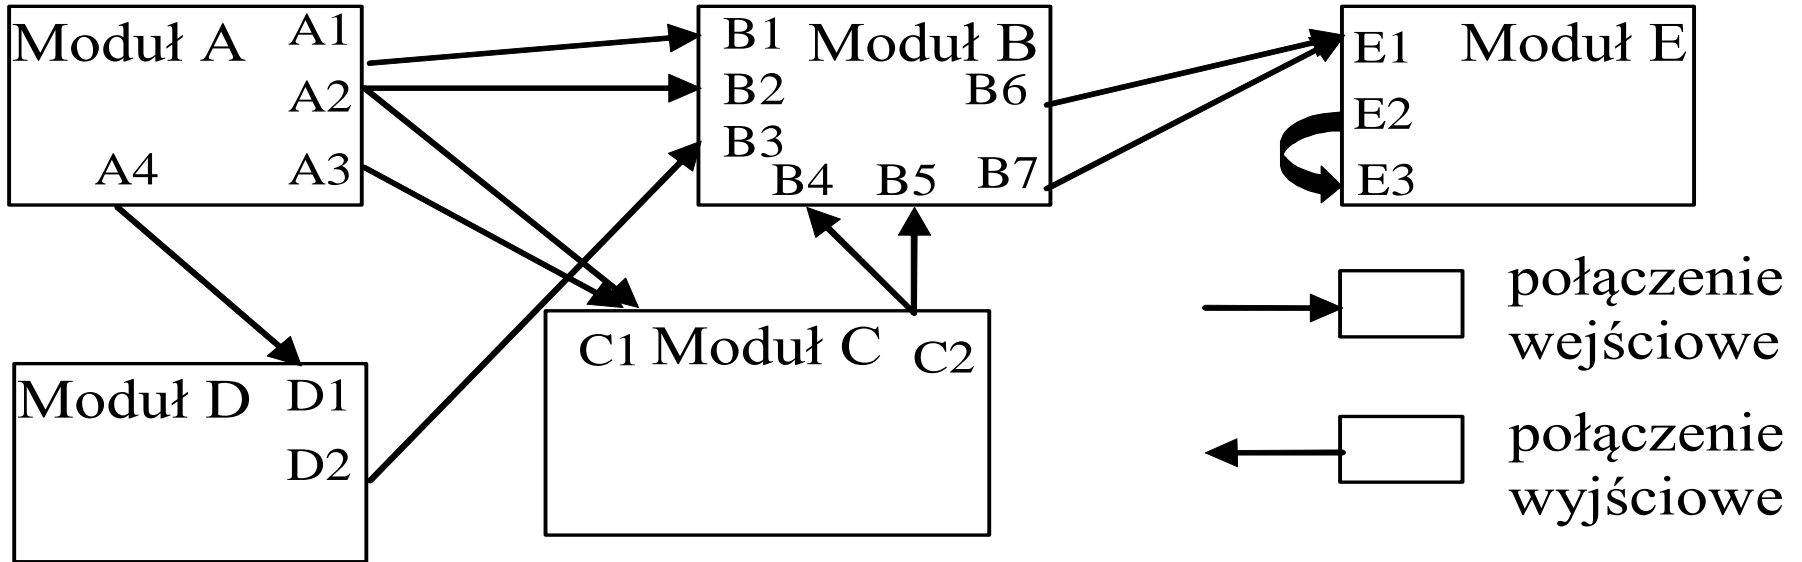 Moduł A
A1
A2
A3
A4
B1
Moduł B
B2
B6
B3
B4
B5
B7
E1
Moduł E
E2
E3
Moduł D
D1
D2
C1
Moduł C
C2
połączenie
wejściowe
połączenie
wyjściowe